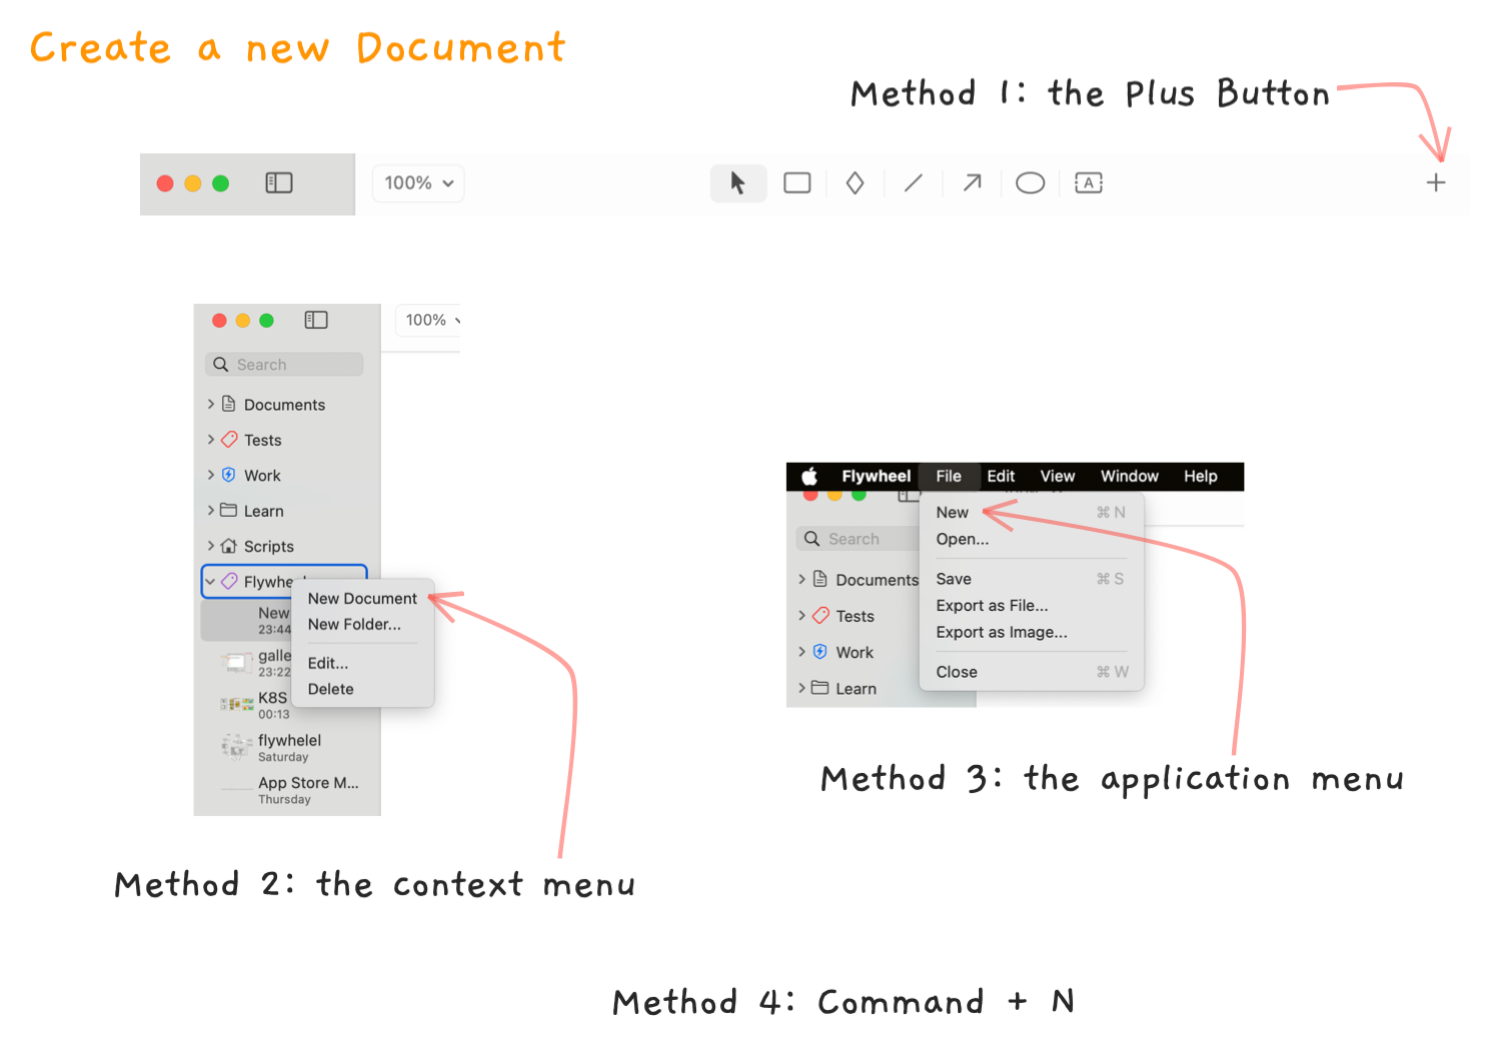 Create a new Document
Method 1: the Plus Button
100%
A
100%
Search
Documents
Tests
Work
Learn
Scripts
New Document
New Folder...
Edit...
Delete
New
23:44
galle
23:22
K8S
00:13
flywhelel
Saturday
App Store M...
Thursday
Method 2: the context menu
Flywheel File Edit View Window Help
New ⌘ N
Open...
Save ⌘ S
Export as File...
Export as Image...
Close ⌘ W
Search
Documents
Tests
Work
Learn
Method 3: the application menu
Method 4: Command + N